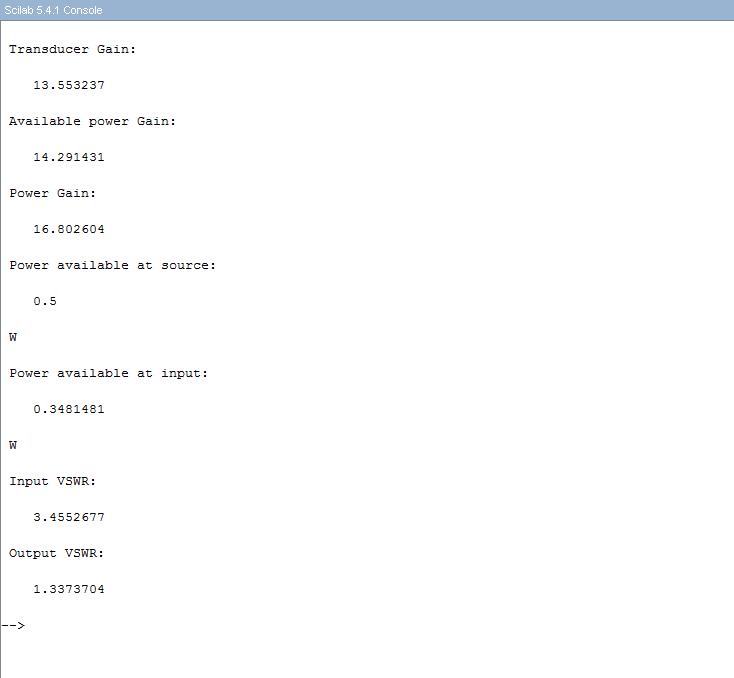 Scilab 5.4.1 Console
Transducer Gain:
13.553237
Available power Gain:
14.291431
Power Gain:
16.802604
Power available at source:
0.5
W
Power available at input:
0.3481481
W
Input VSWR:
3.4552677
Output VSWR:
1.3373704
-->